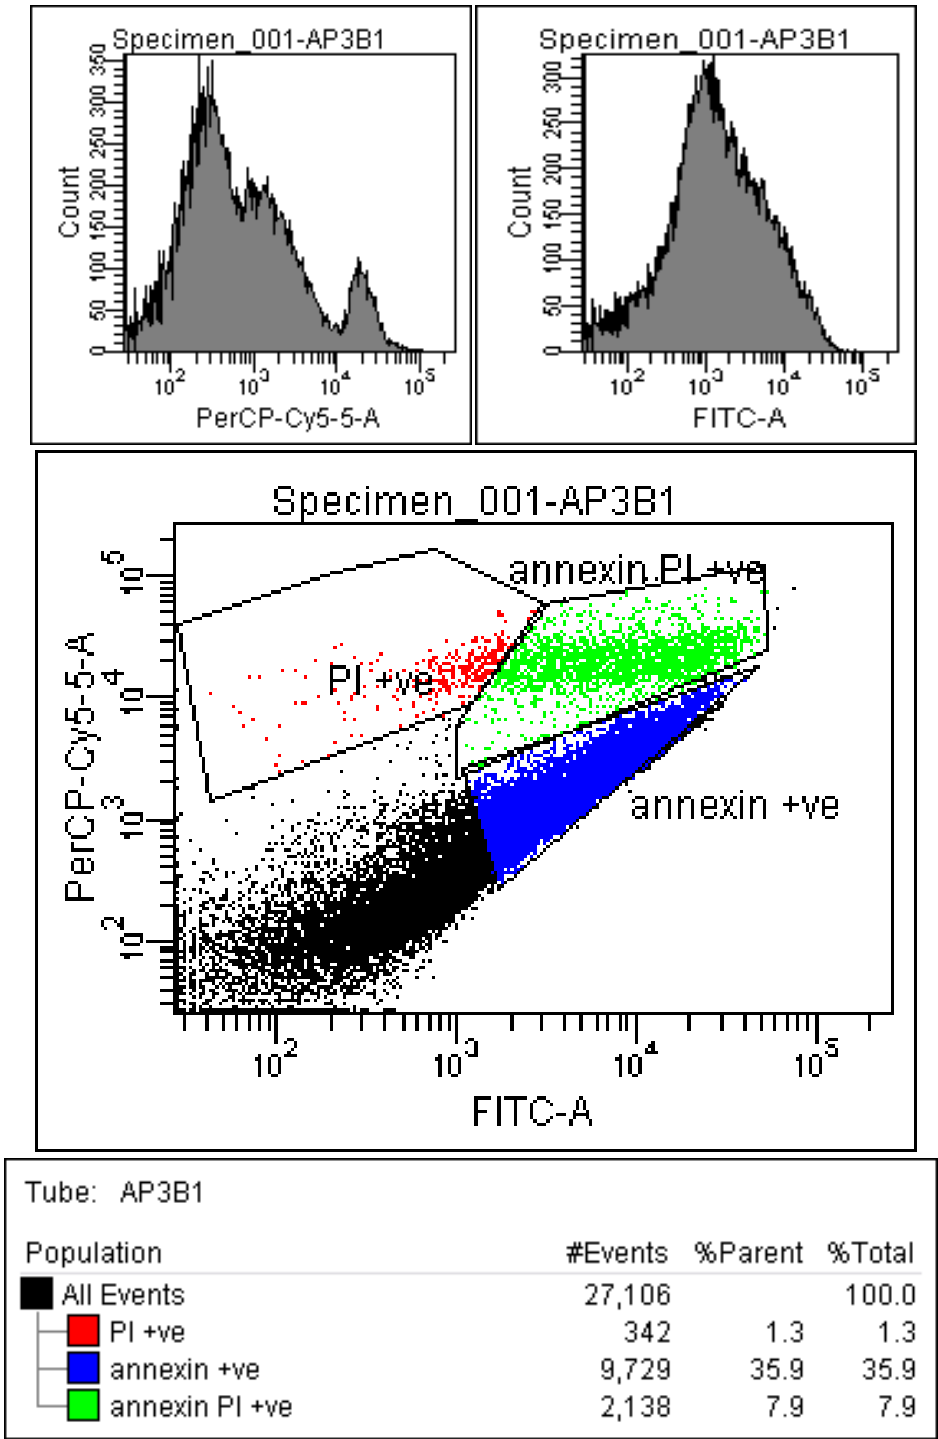 Specimen_001-AP3B1
Count
0 50 100 150 200 250 300 350
10^2 10^3 10^4 10^5
PerCP-Cy5-5-A
Specimen_001-AP3B1
Count
0 50 100 150 200 250 300
10^2 10^3 10^4 10^5
FITC-A
Specimen_001-AP3B1
annexin PI +ve
PI +ve
annexin +ve
PerCP-Cy5-5-A
10^2 10^3 10^4 10^5
10^2 10^3 10^4 10^5
FITC-A
Tube: AP3B1
Population #Events %Parent %Total
All Events 27,106 100.0
PI +ve 342 1.3 1.3
annexin +ve 9,729 35.9 35.9
annexin PI +ve 2,138 7.9 7.9